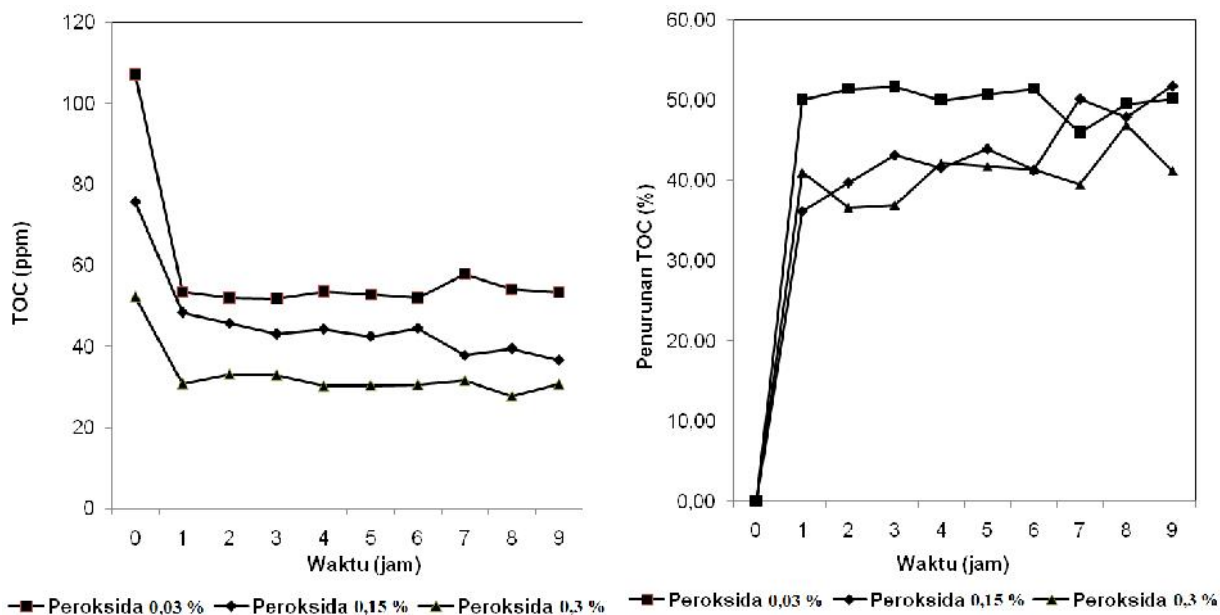 TOC (ppm)
120
100
80
60
40
20
0
0 1 2 3 4 5 6 7 8 9
Waktu (jam)
Peroksida 0,03 % Peroksida 0,15 % Peroksida 0,3 %
Penurunan TOC (%)
60,00
50,00
40,00
30,00
20,00
10,00
0,00
0 1 2 3 4 5 6 7 8 9
Waktu (jam)
Peroksida 0,03 % Peroksida 0,15 % Peroksida 0,3 %